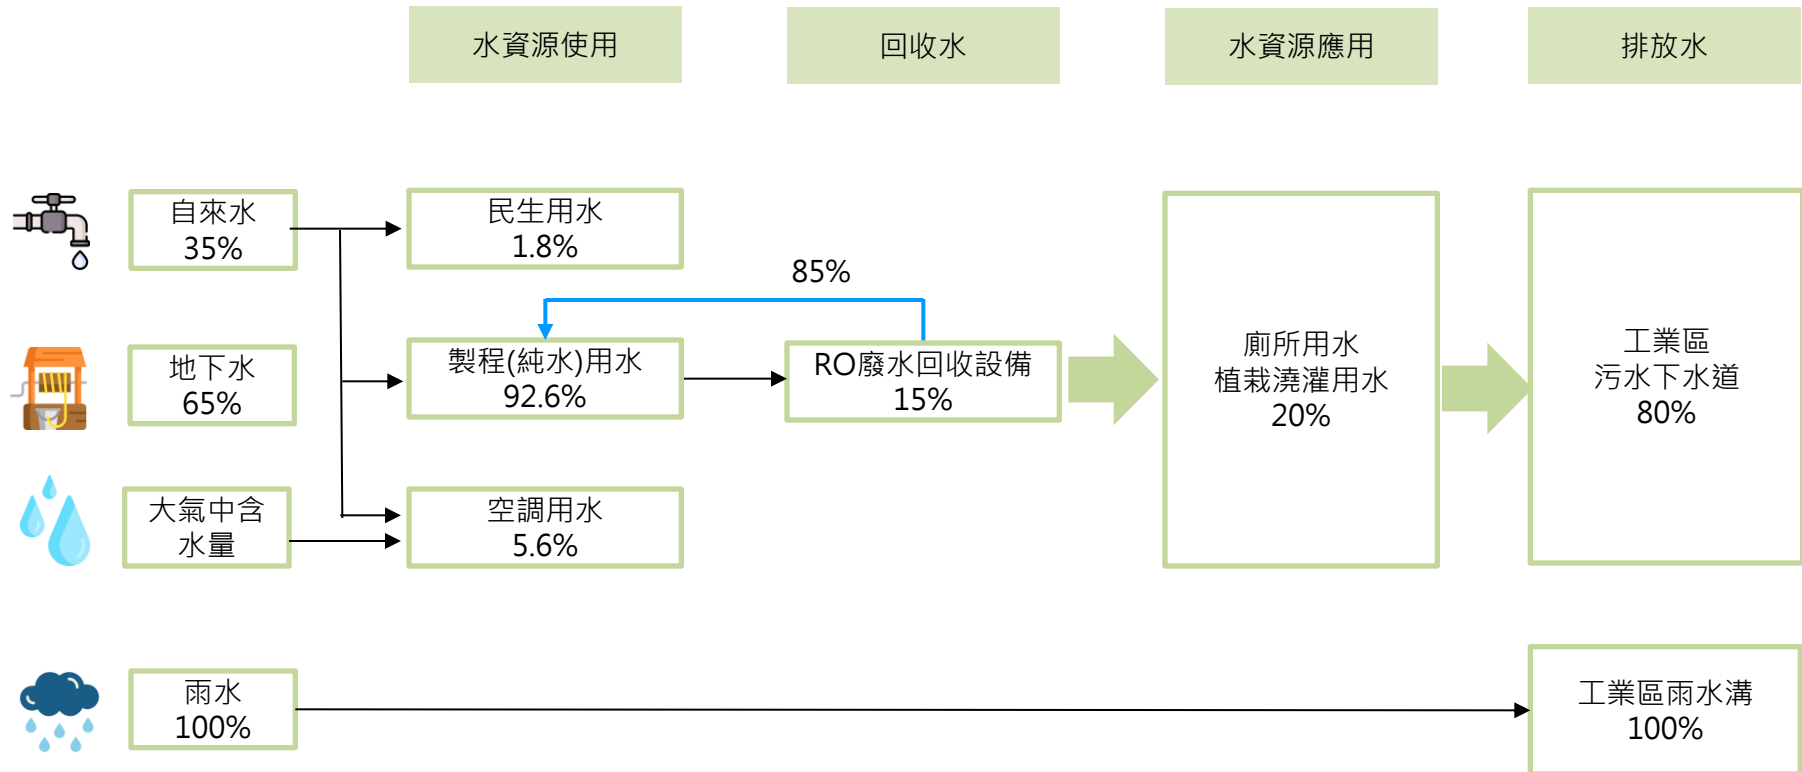 水資源使用
回收水
水資源應用
排放水
自來水
35%
民生用水
1.8%
85%
地下水
65%
製程(純水)用水
92.6%
RO廢水回收設備
15%
廁所用水
植栽澆灌用水
20%
工業區
污水下水道
80%
大氣中含
水量
空調用水
5.6%
雨水
100%
工業區雨水溝
100%